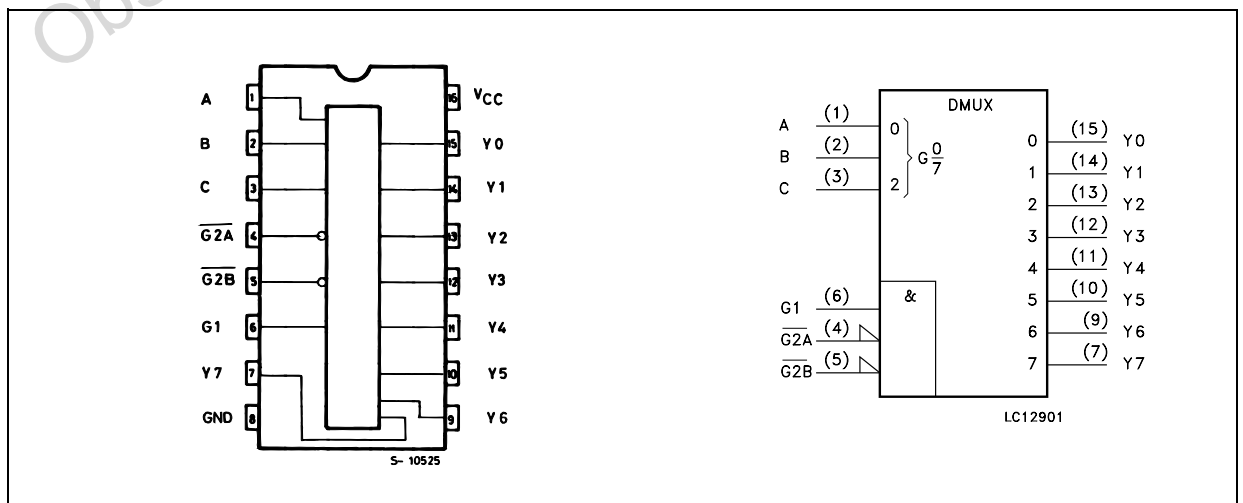 Obs
A 1 16 VCC
B 2 15 Y0
C 3 14 Y1
G2A 4 13 Y2
G2B 5 12 Y3
G1 6 11 Y4
Y7 7 10 Y5
GND 8 9 Y6
S- 10525
DMUX
A (1) 0
B (2) G 0/7
C (3) 2
0 (15) Y0
1 (14) Y1
2 (13) Y2
3 (12) Y3
4 (11) Y4
5 (10) Y5
6 (9) Y6
7 (7) Y7
&
G1 (6)
G2A (4)
G2B (5)
LC12901